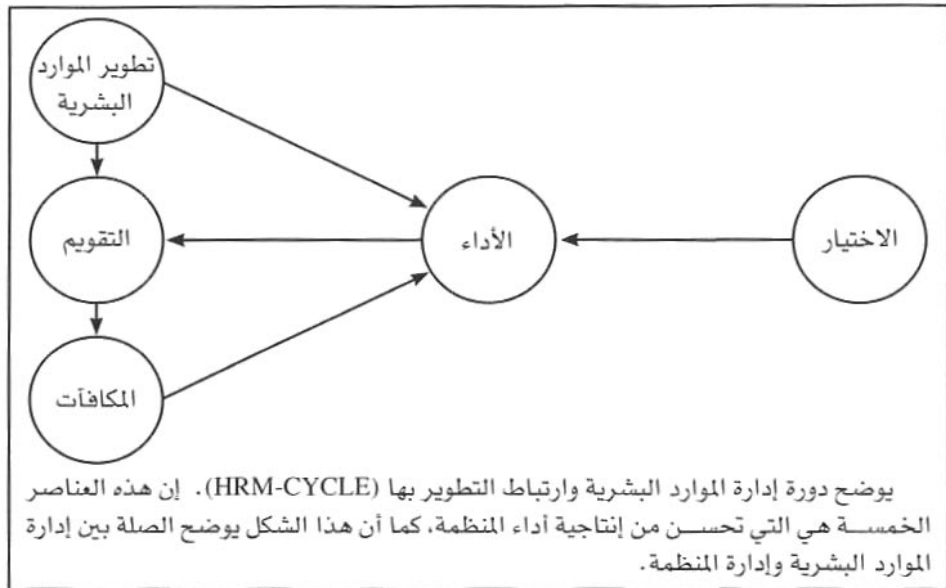 تطوير الموارد
البشرية
الاختيار
الأداء
التقويم
المكافآت
يوضح دورة إدارة الموارد البشرية وارتباط التطوير بها (HRM-CYCLE). إن هذه العناصر
الخمسة هي التي تحسن من إنتاجية أداء المنظمة، كما أن هذا الشكل يوضح الصلة بين إدارة
الموارد البشرية وإدارة المنظمة.